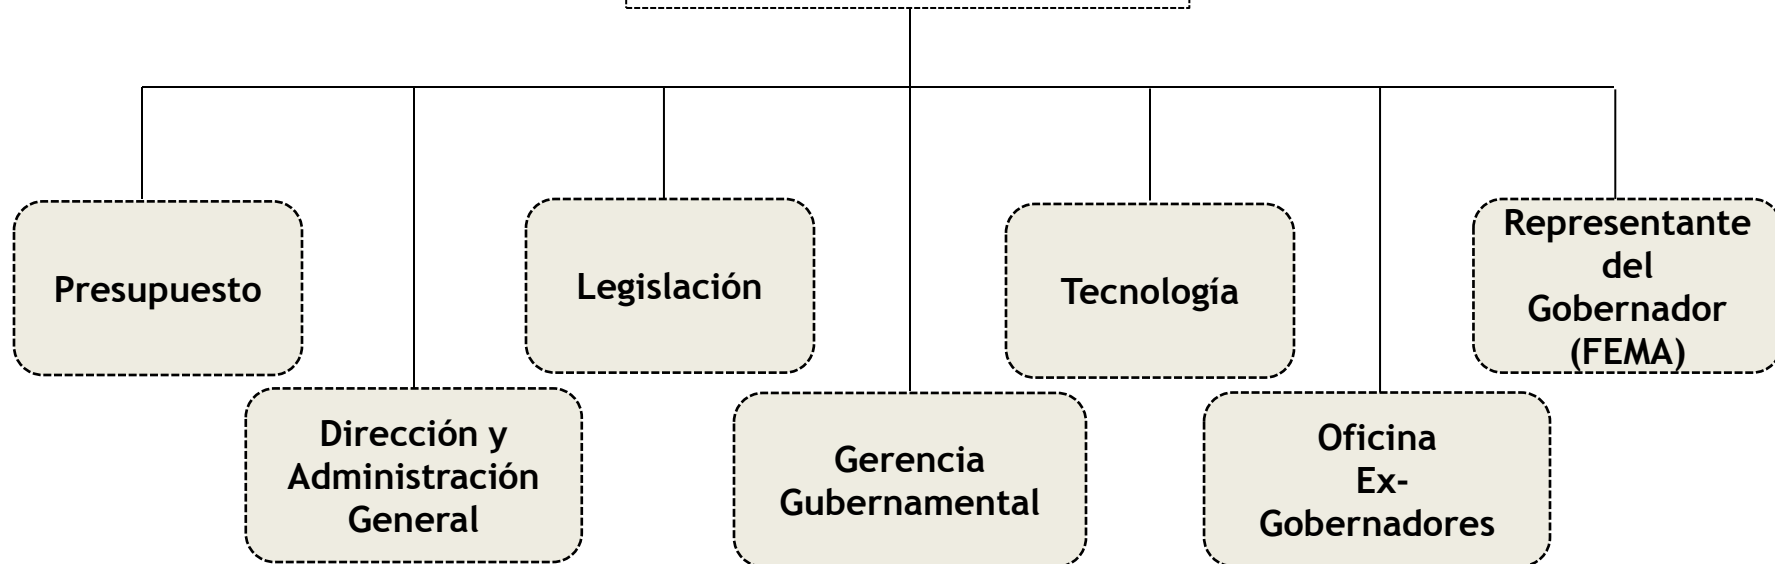 Presupuesto
Dirección y
Administración
General
Legislación
Gerencia
Gubernamental
Tecnología
Oficina
Ex-
Gobernadores
Representante
del
Gobernador
(FEMA)